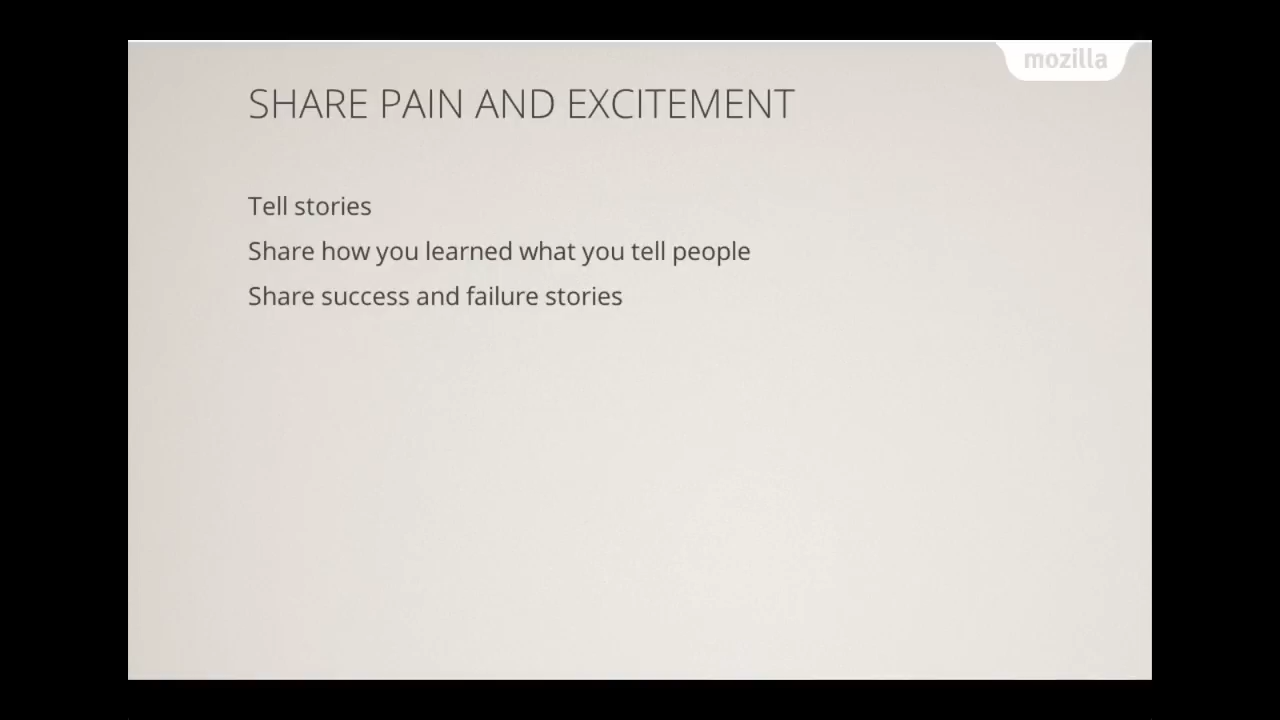 mozilla
SHARE PAIN AND EXCITEMENT
Tell stories
Share how you learned what you tell people
Share success and failure stories